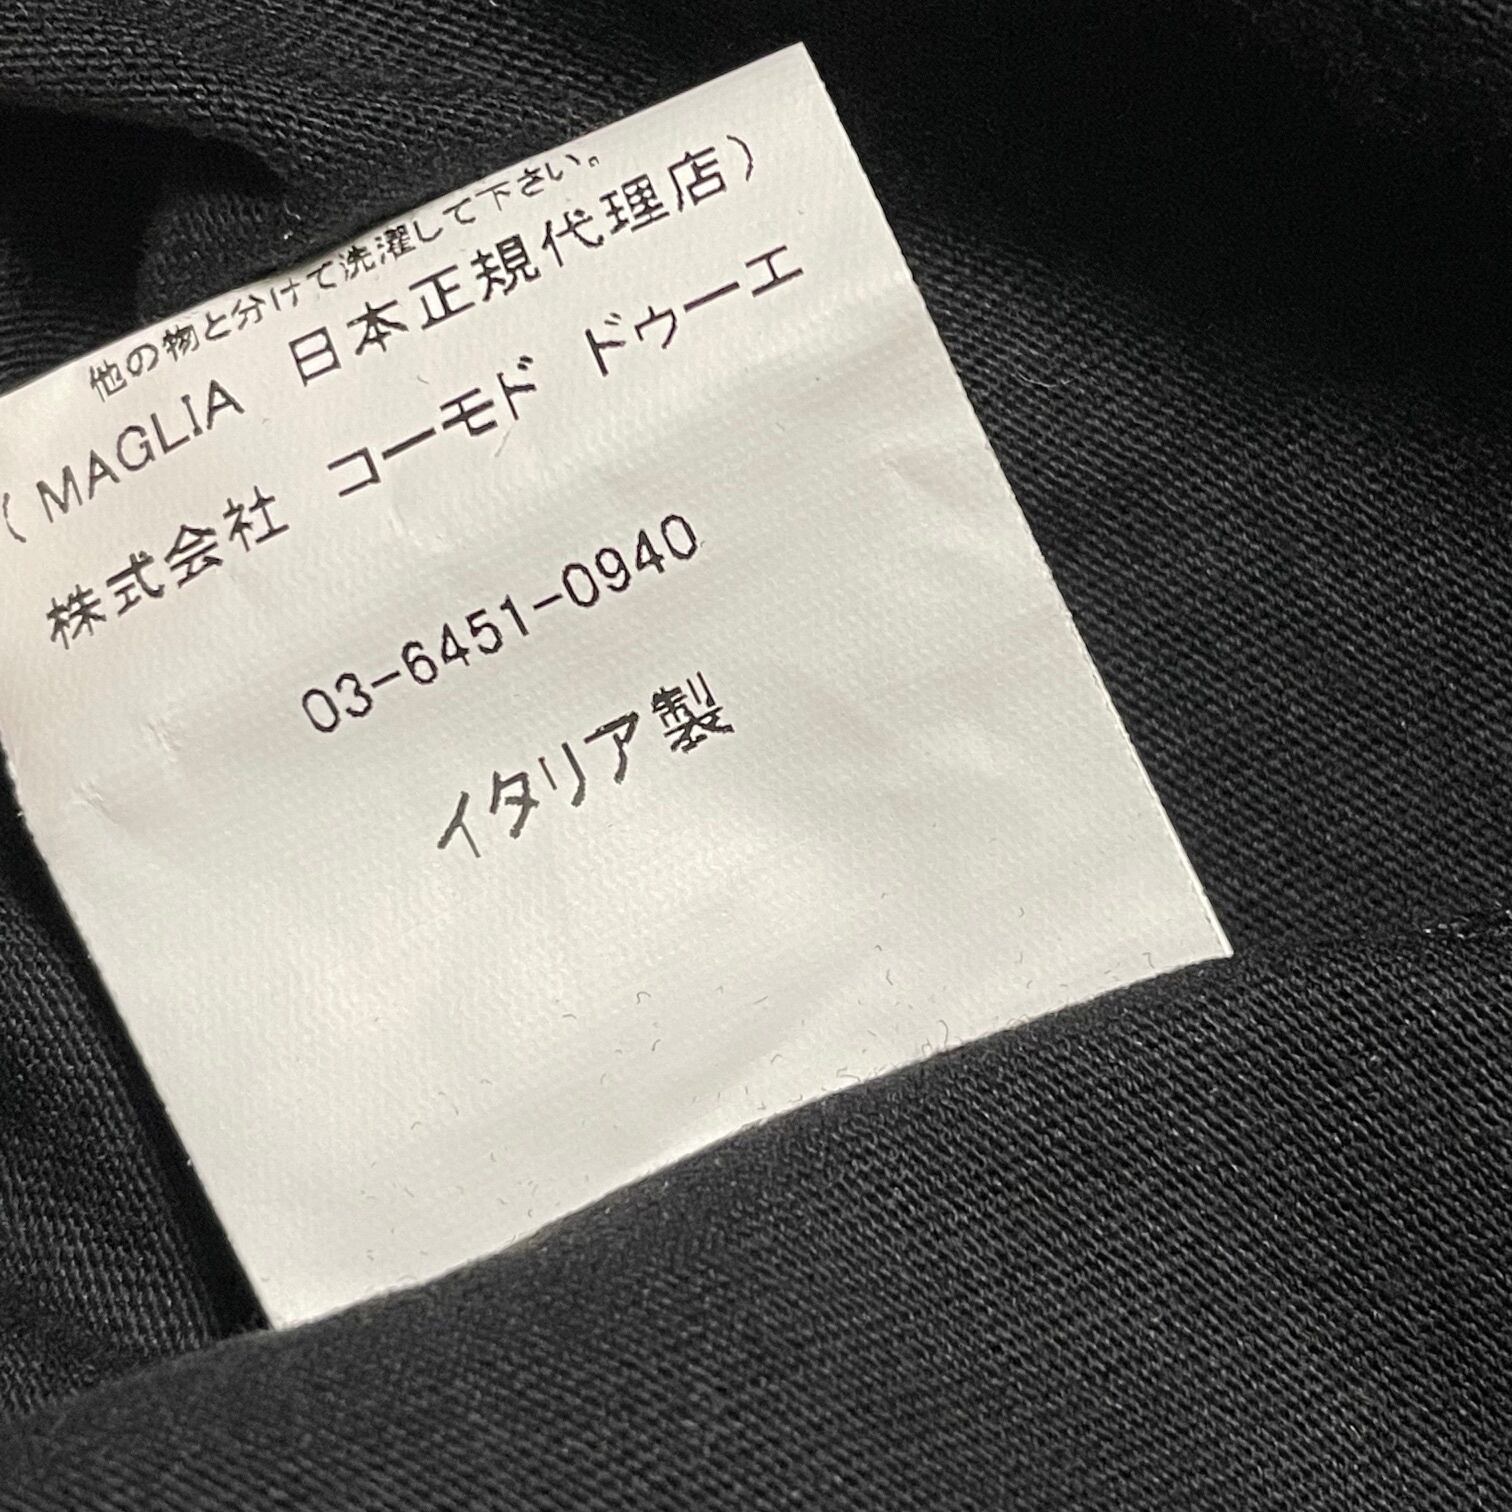 他の物と分けて洗濯して下さい。
（MAGLIA 日本正規代理店）
株式会社 コーモド ドゥーエ
03-6451-0940
イタリア製